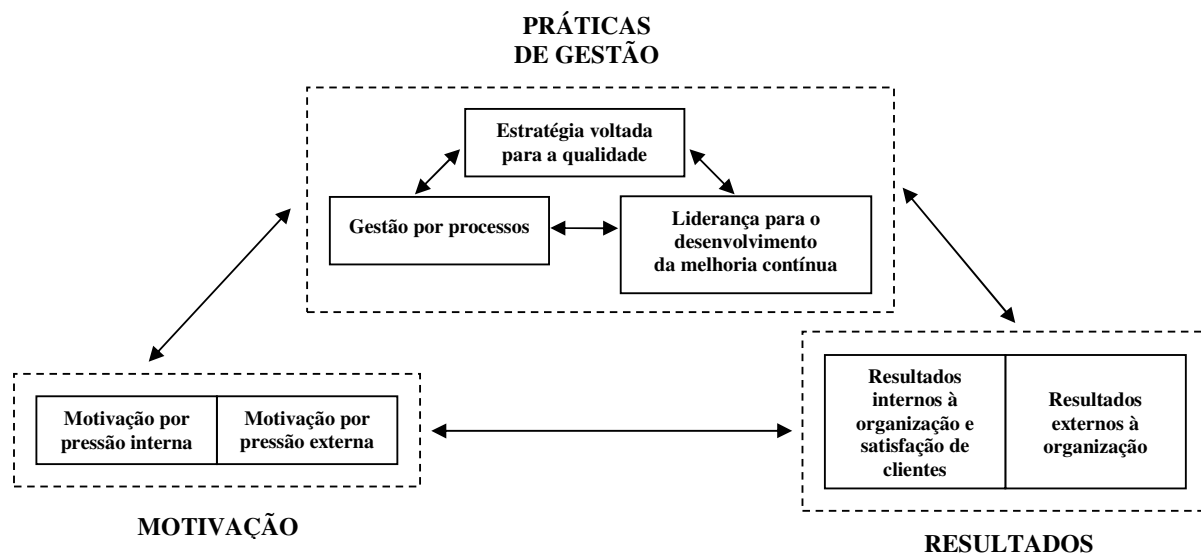 PRÁTICAS
DE GESTÃO
Estratégia voltada
para a qualidade
Gestão por processos
Liderança para o
desenvolvimento
da melhoria contínua
Motivação por
pressão interna
Motivação por
pressão externa
MOTIVAÇÃO
Resultados
internos à
organização e
satisfação de
clientes
Resultados
externos à
organização
RESULTADOS